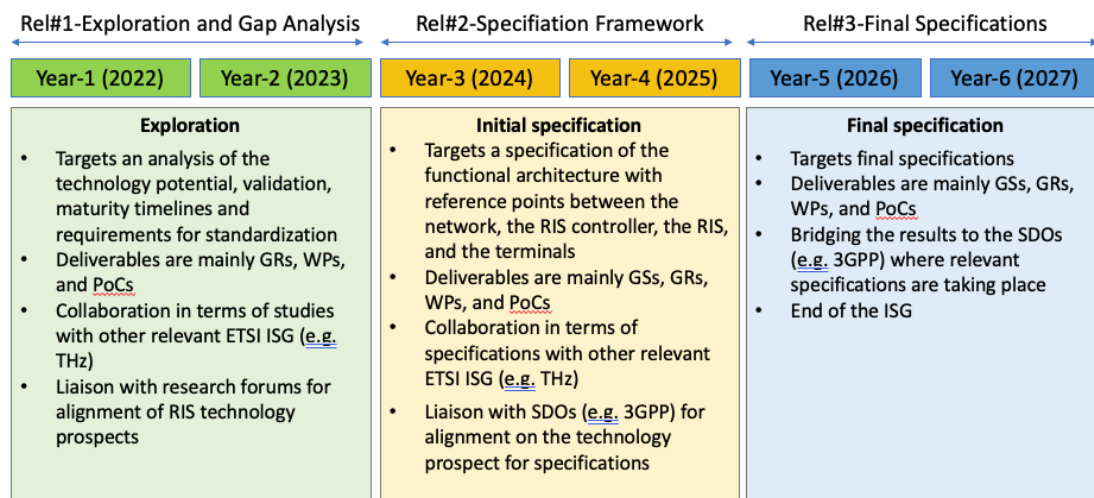 Rel#1-Exploration and Gap Analysis
Rel#2-Specifiation Framework
Rel#3-Final Specifications
Year-1 (2022)
Year-2 (2023)
Year-3 (2024)
Year-4 (2025)
Year-5 (2026)
Year-6 (2027)
Exploration
• Targets an analysis of the
technology potential, validation,
maturity timelines and
requirements for standardization
• Deliverables are mainly GRs, WPs,
and PoCs
• Collaboration in terms of studies
with other relevant ETSI ISG (e.g.
THz)
• Liaison with research forums for
alignment of RIS technology
prospects
Initial specification
• Targets a specification of the
functional architecture with
reference points between the
network, the RIS controller, the RIS,
and the terminals
• Deliverables are mainly GSs, GRs,
WPs, and PoCs
• Collaboration in terms of
specifications with other relevant
ETSI ISG (e.g. THz)
• Liaison with SDOs (e.g. 3GPP) for
alignment on the technology
prospect for specifications
Final specification
• Targets final specifications
• Deliverables are mainly GSs, GRs,
WPs, and PoCs
• Bridging the results to the SDOs
(e.g. 3GPP) where relevant
specifications are taking place
• End of the ISG